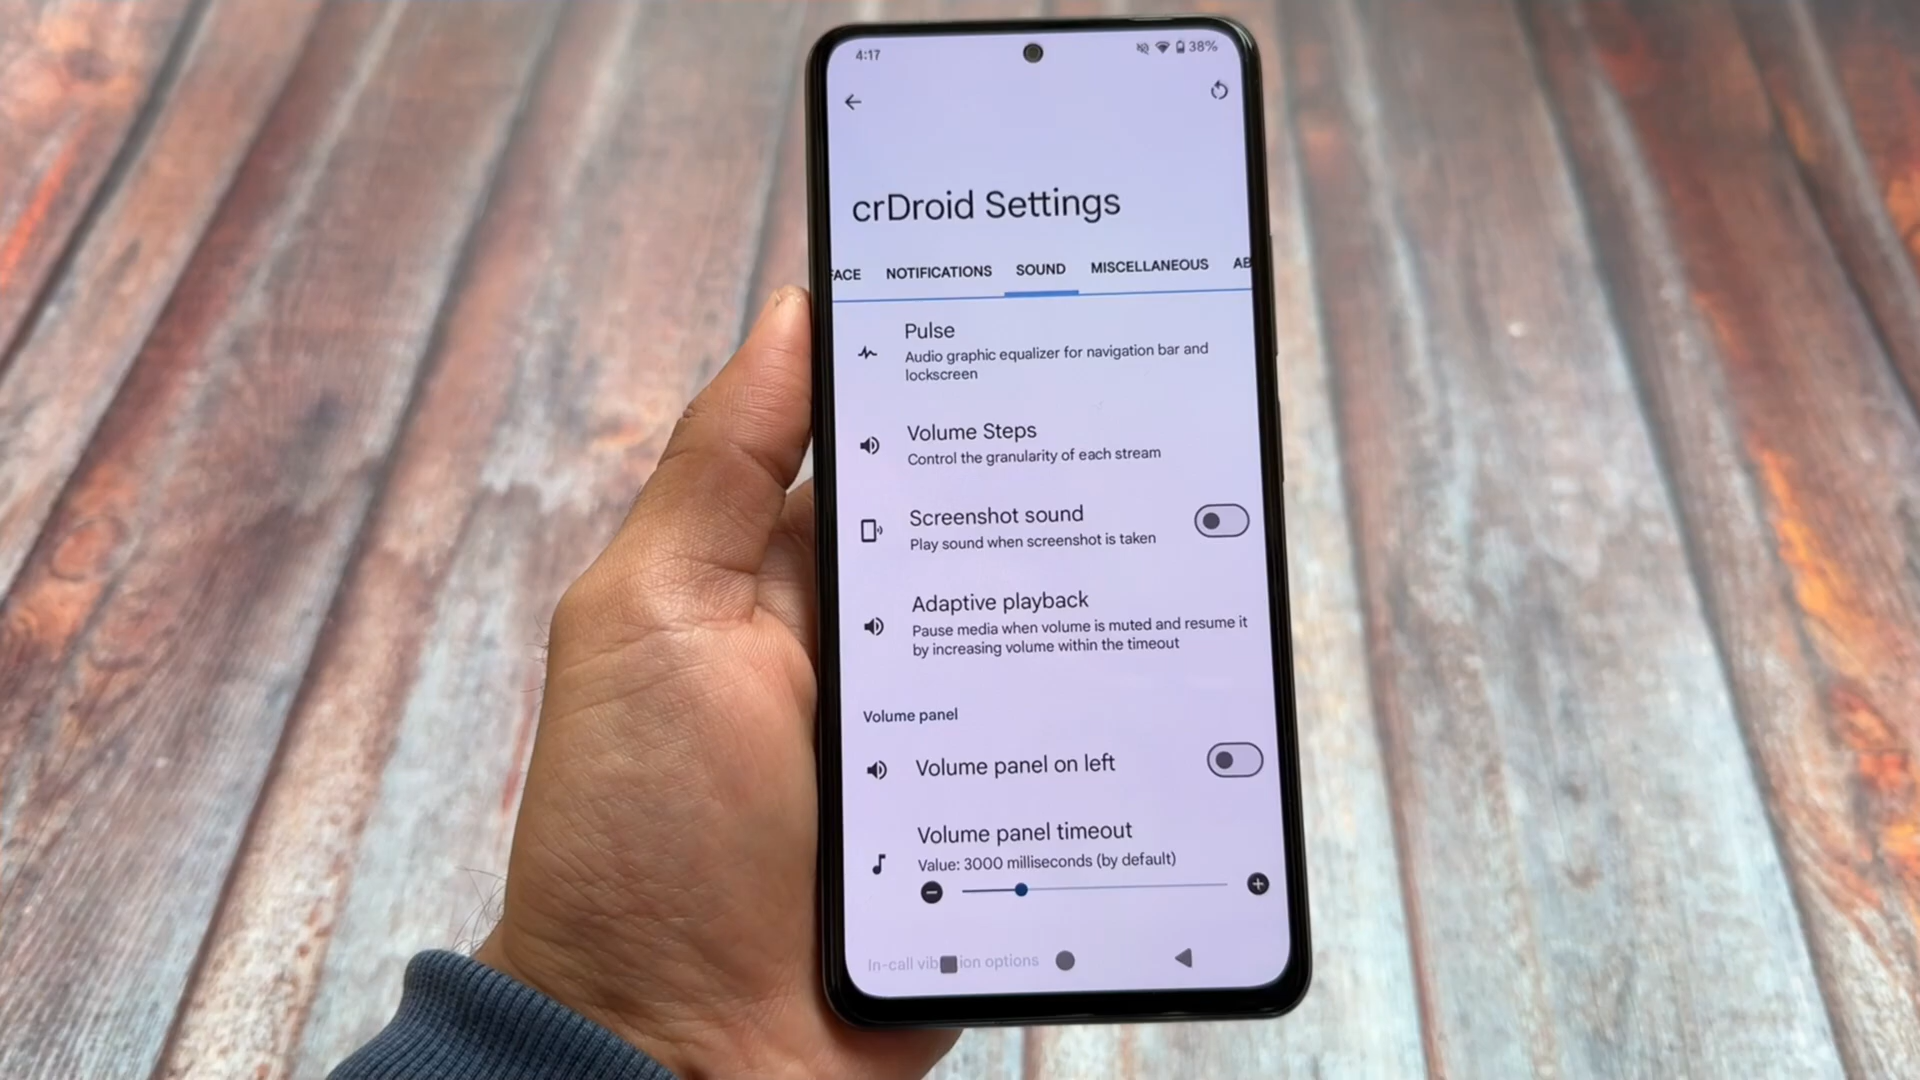 4:17
38%
crDroid Settings
FACE NOTIFICATIONS SOUND MISCELLANEOUS AB
Pulse
Audio graphic equalizer for navigation bar and
lockscreen
Volume Steps
Control the granularity of each stream
Screenshot sound
Play sound when screenshot is taken
Adaptive playback
Pause media when volume is muted and resume it
by increasing volume within the timeout
Volume panel
Volume panel on left
Volume panel timeout
Value: 3000 milliseconds (by default)
In-call vib ion options